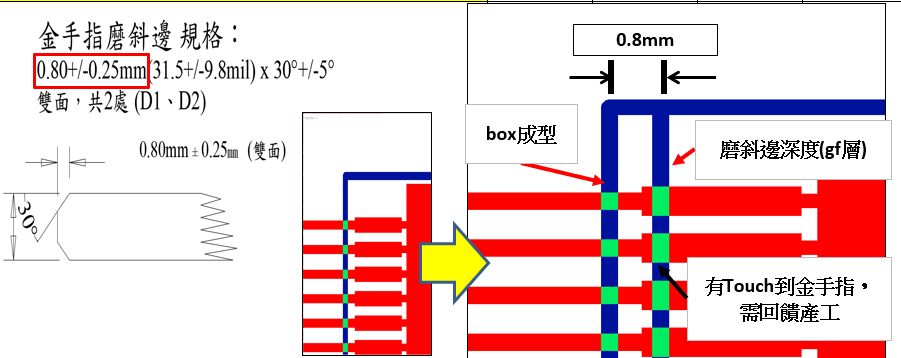 金手指磨斜邊 規格：
0.80+/-0.25mm(31.5+/-9.8mil) x 30°+/-5°
雙面，共2處 (D1、D2)
0.80mm ± 0.25㎜ (雙面)
30°
0.8mm
box成型
磨斜邊深度(gf層)
有Touch到金手指，
需回饋產工